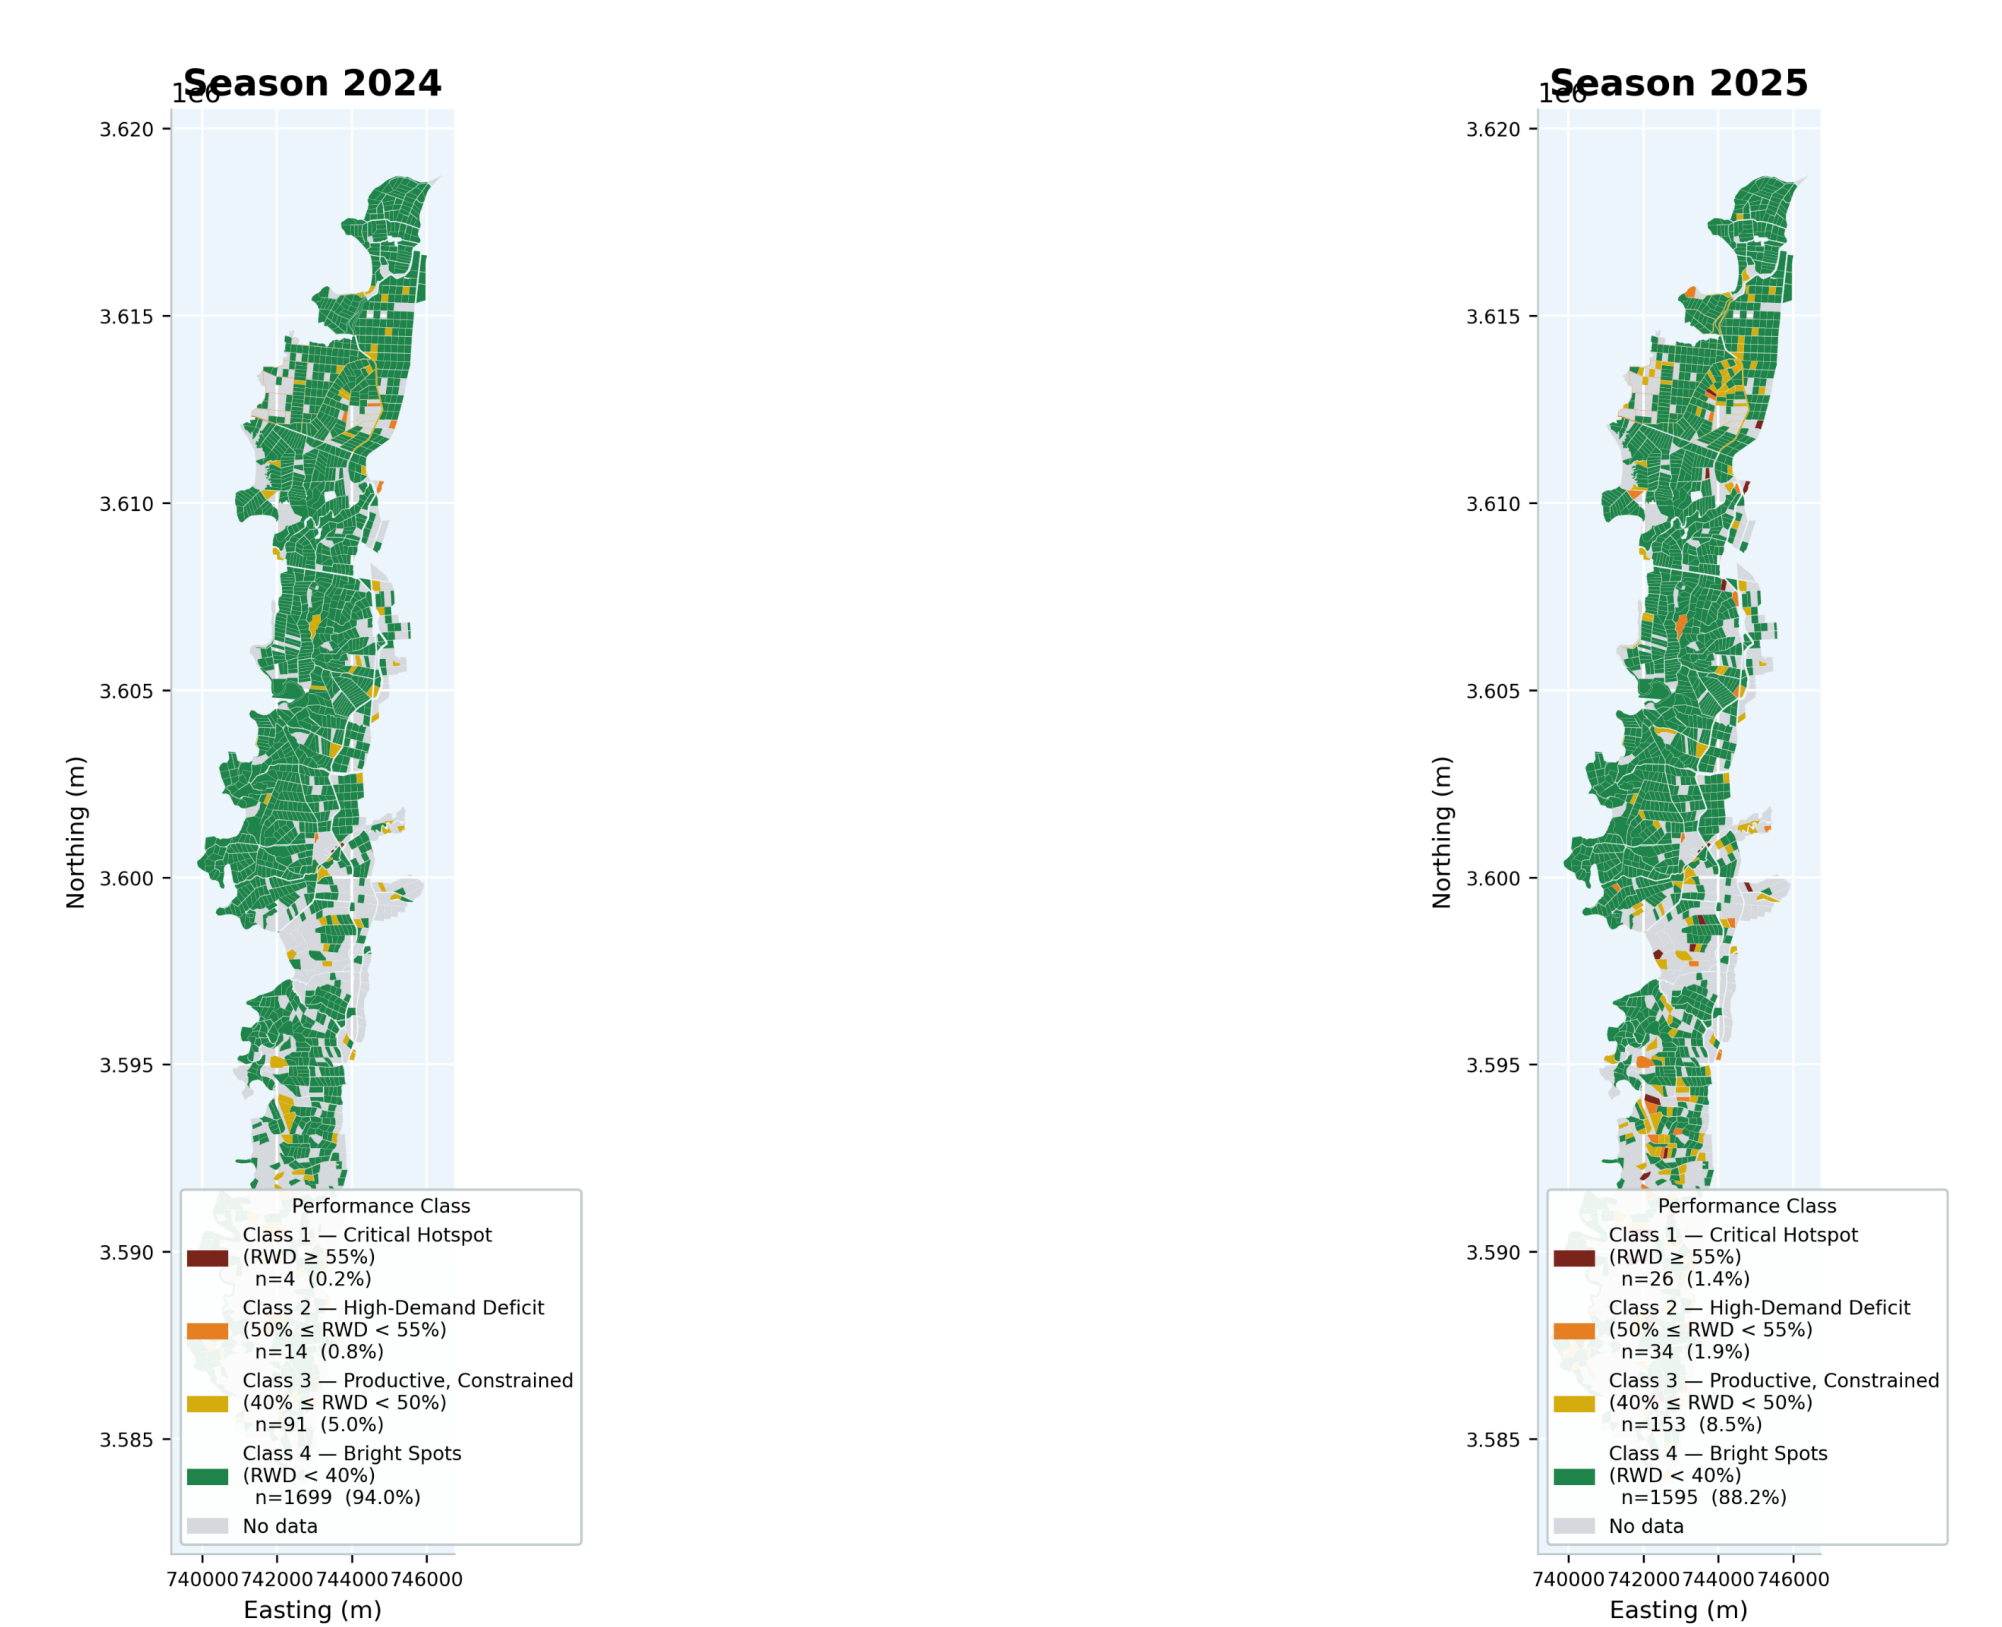 Season 2024
1e6
3.620
3.615
3.610
3.605
3.600
3.595
3.590
3.585
Northing (m)
Performance Class
Class 1 — Critical Hotspot
(RWD ≥ 55%)
n=4 (0.2%)
Class 2 — High-Demand Deficit
(50% ≤ RWD < 55%)
n=14 (0.8%)
Class 3 — Productive, Constrained
(40% ≤ RWD < 50%)
n=91 (5.0%)
Class 4 — Bright Spots
(RWD < 40%)
n=1699 (94.0%)
No data
740000 742000 744000 746000
Easting (m)
Season 2025
1e6
3.620
3.615
3.610
3.605
3.600
3.595
3.590
3.585
Northing (m)
Performance Class
Class 1 — Critical Hotspot
(RWD ≥ 55%)
n=26 (1.4%)
Class 2 — High-Demand Deficit
(50% ≤ RWD < 55%)
n=34 (1.9%)
Class 3 — Productive, Constrained
(40% ≤ RWD < 50%)
n=153 (8.5%)
Class 4 — Bright Spots
(RWD < 40%)
n=1595 (88.2%)
No data
740000 742000 744000 746000
Easting (m)